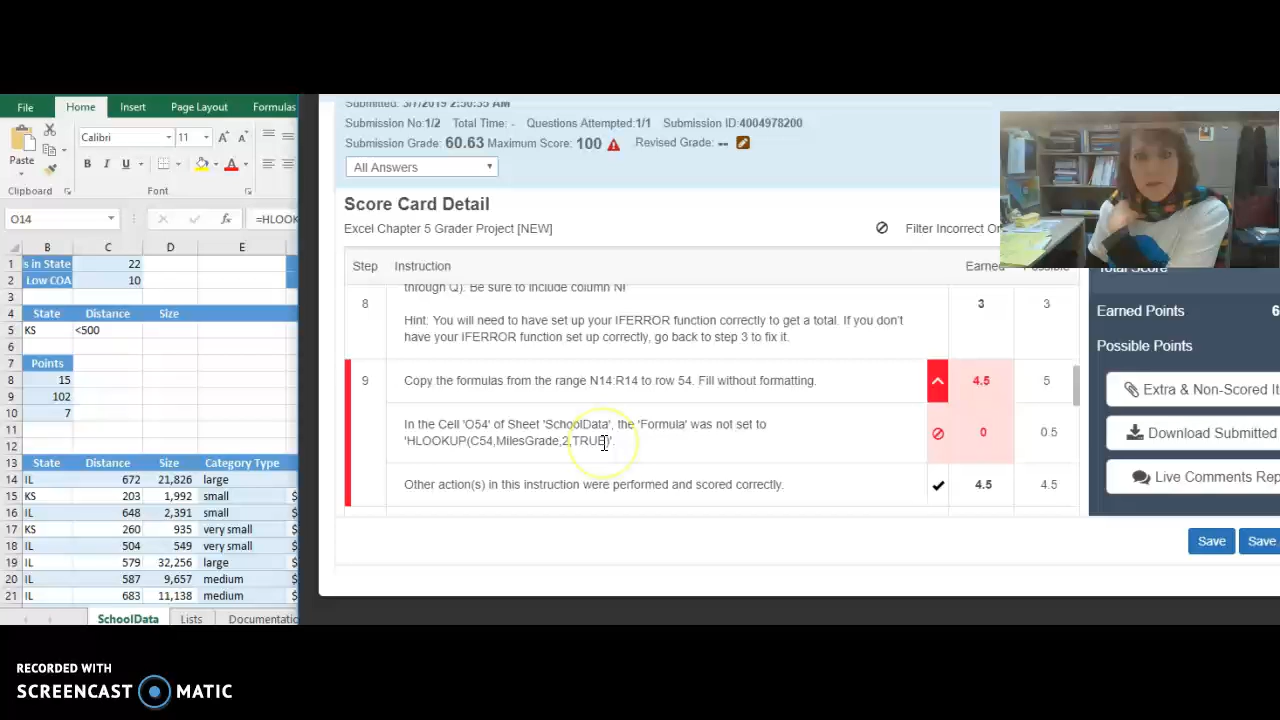 File Home Insert Page Layout Formulas
Calibri 11
Paste
B I U
Clipboard Font
O14 fx =HLOOK
B C D E
1 s in State 22
2 Low COA 10
3
4 State Distance Size
5 KS <500
6
7 Points
8 15
9 102
10 7
11
12
13 State Distance Size Category Type
14 IL 672 21,826 large
15 KS 203 1,992 small $
16 IL 648 2,391 small $
17 KS 260 935 very small $
18 IL 504 549 very small $
19 IL 579 32,256 large $
20 IL 587 9,657 medium $
21 IL 683 11,138 medium $
SchoolData Lists Documentatio
Submitted: 3/7/2019 2:50:35 AM
Submission No:1/2 Total Time: - Questions Attempted:1/1 Submission ID:4004978200
Submission Grade: 60.63 Maximum Score: 100 Revised Grade: --
All Answers
Score Card Detail
Excel Chapter 5 Grader Project [NEW] Filter Incorrect On
Step Instruction Earned Possible
through Q). Be sure to include column N!
8 3 3
Hint: You will need to have set up your IFERROR function correctly to get a total. If you don't
have your IFERROR function set up correctly, go back to step 3 to fix it.
9 Copy the formulas from the range N14:R14 to row 54. Fill without formatting. 4.5 5
In the Cell 'O54' of Sheet 'SchoolData', the 'Formula' was not set to
'HLOOKUP(C54,MilesGrade,2,TRUE)'. 0 0.5
Other action(s) in this instruction were performed and scored correctly. 4.5 4.5
Total Score
Earned Points 6
Possible Points
Extra & Non-Scored It
Download Submitted
Live Comments Rep
Save Save
RECORDED WITH
SCREENCAST MATIC